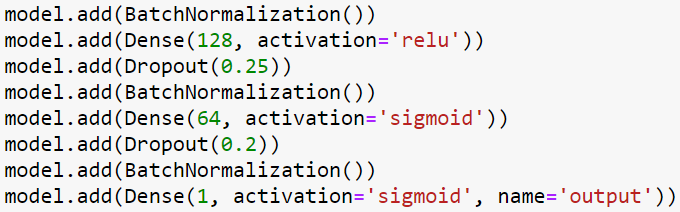 model.add(BatchNormalization())
model.add(Dense(128, activation='relu'))
model.add(Dropout(0.25))
model.add(BatchNormalization())
model.add(Dense(64, activation='sigmoid'))
model.add(Dropout(0.2))
model.add(BatchNormalization())
model.add(Dense(1, activation='sigmoid', name='output'))